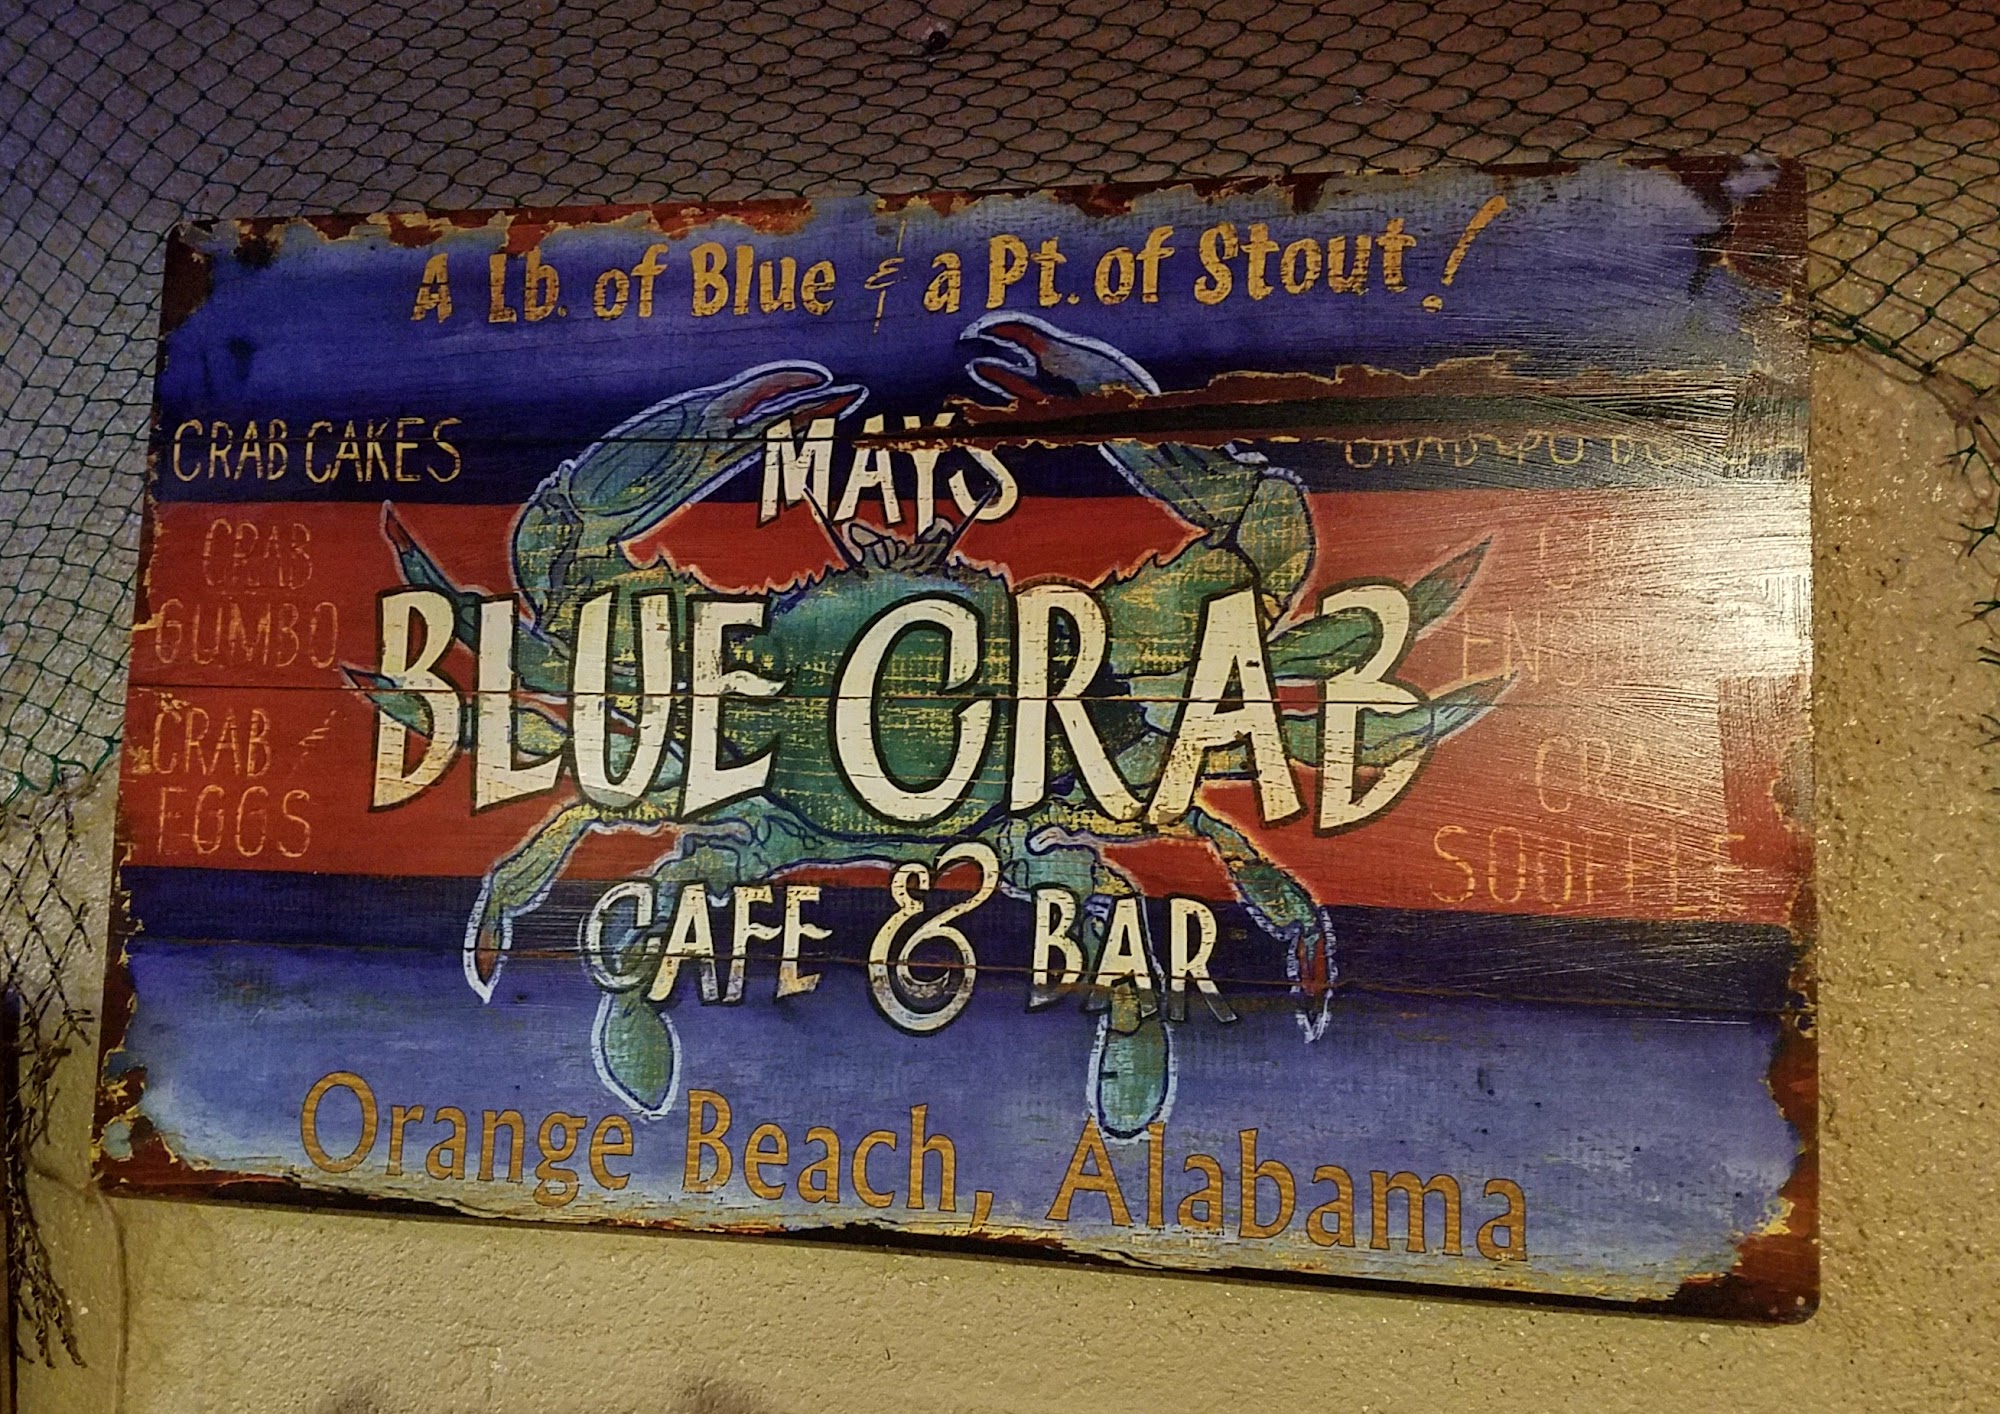 A Lb. of Blue & a Pt. of Stout!
CRAB CAKES
MAYS
CRAB
GUMBO
BLUE CRAB
CRAB
EGGS
SOUFFLE
CAFE & BAR
Orange Beach, Alabama